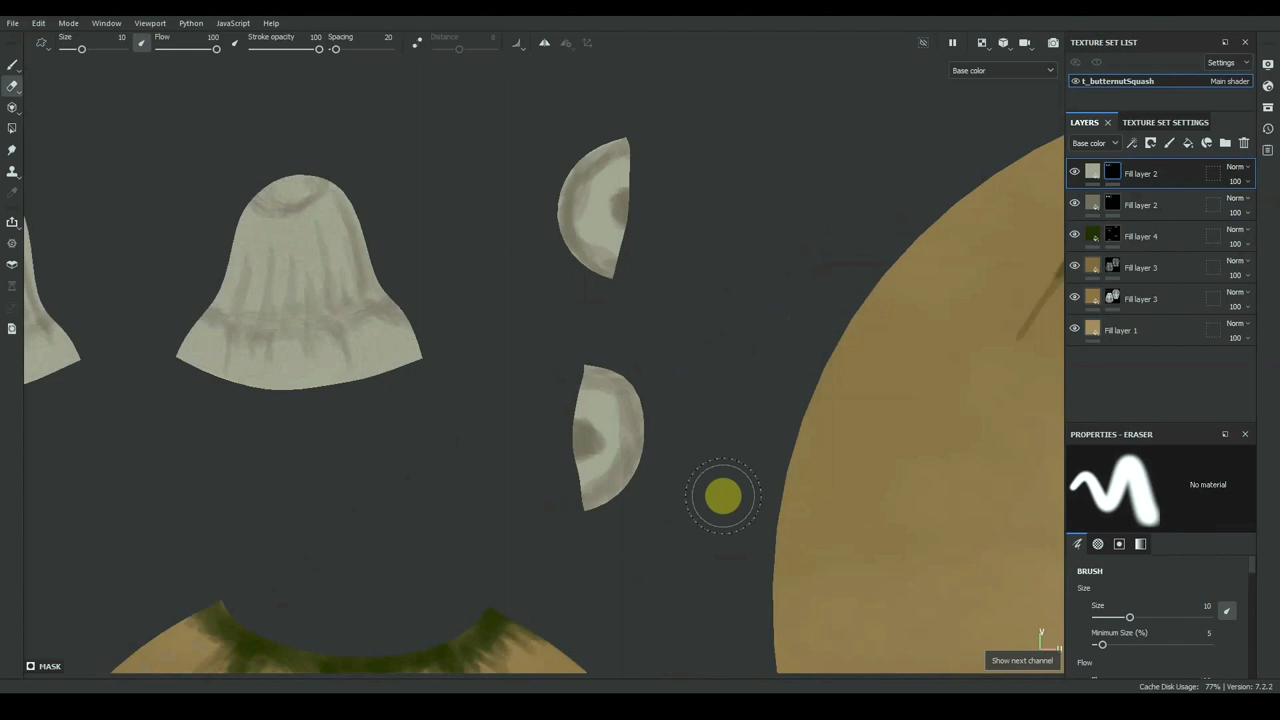 File Edit Mode Window Viewport Python JavaScript Help
Size 10 Flow 100 Stroke opacity 100 Spacing 20 Distance 8
Base color
TEXTURE SET LIST
Settings
t_butternutSquash Main shader
LAYERS TEXTURE SET SETTINGS
Base color
Fill layer 2 Norm 100
Fill layer 2 Norm 100
Fill layer 4 Norm 100
Fill layer 3 Norm 100
Fill layer 3 Norm 100
Fill layer 1 Norm 100
PROPERTIES - ERASER
No material
BRUSH
Size
Size 10
Minimum Size (%) 5
Flow
y
u
Show next channel
MASK
Cache Disk Usage: 77% | Version: 7.2.2